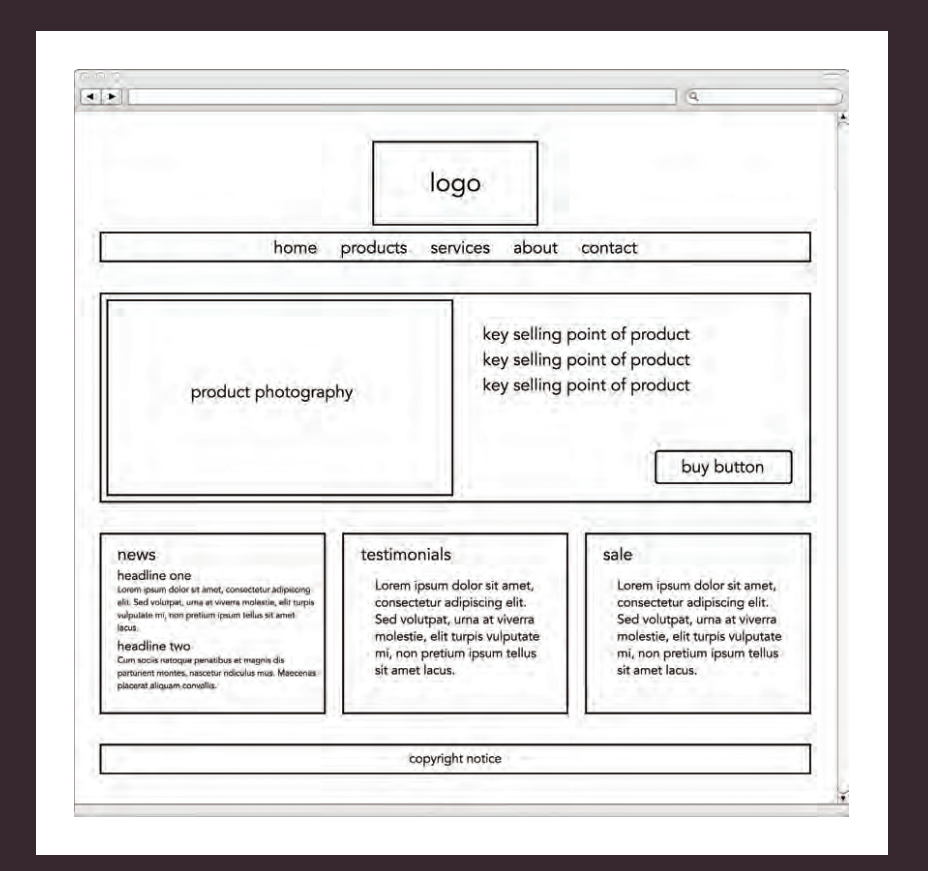 logo
home products services about contact
product photography
key selling point of product
key selling point of product
key selling point of product
buy button
news
headline one
Lorem ipsum dolor sit amet, consectetur adipiscing
elit. Sed volutpat, urna at viverra molestie, elit turpis
vulputate mi, non pretium ipsum tellus sit amet
lacus.
headline two
Cum sociis natoque penatibus et magnis dis
parturient montes, nascetur ridiculus mus. Maecenas
placerat aliquam convallis.
testimonials
Lorem ipsum dolor sit amet,
consectetur adipiscing elit.
Sed volutpat, urna at viverra
molestie, elit turpis vulputate
mi, non pretium ipsum tellus
sit amet lacus.
sale
Lorem ipsum dolor sit amet,
consectetur adipiscing elit.
Sed volutpat, urna at viverra
molestie, elit turpis vulputate
mi, non pretium ipsum tellus
sit amet lacus.
copyright notice